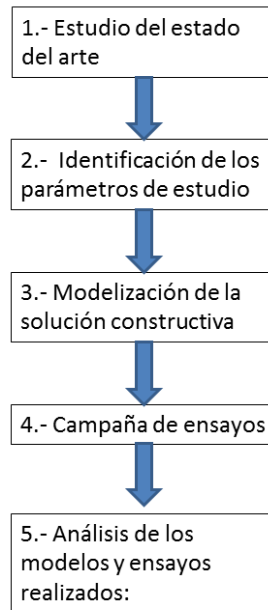 1.- Estudio del estado
del arte
2.- Identificación de los
parámetros de estudio
3.- Modelización de la
solución constructiva
4.- Campaña de ensayos
5.- Análisis de los
modelos y ensayos
realizados: